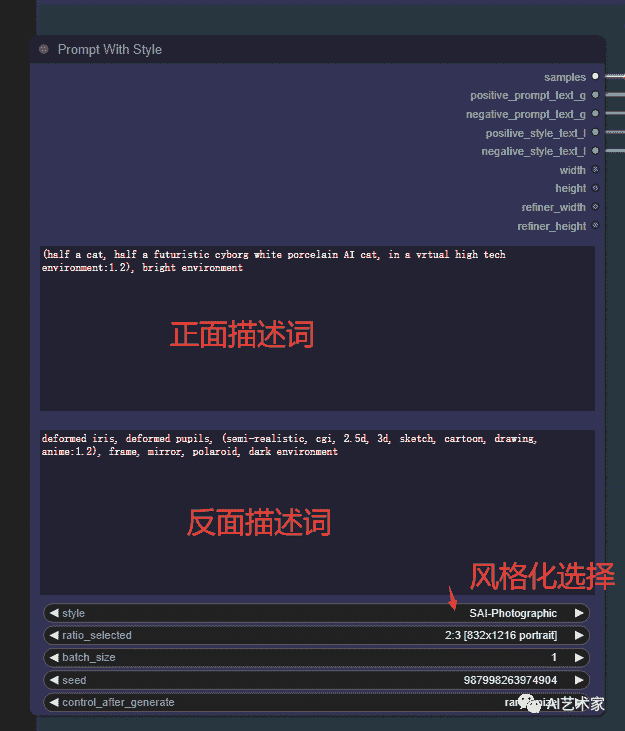 Prompt With Style
samples
positive_prompt_text_g
negative_prompt_text_g
positive_style_text_l
negative_style_text_l
width
height
refiner_width
refiner_height
(half a cat, half a futuristic cyborg white porcelain AI cat, in a vrtual high tech
environment:1.2), bright environment
正面描述词
deformed iris, deformed pupils, (semi-realistic, cgi, 2.5d, 3d, sketch, cartoon, drawing,
anime:1.2), frame, mirror, polaroid, dark environment
反面描述词
风格化选择
style SAI-Photographic
ratio_selected 2:3 [832x1216 portrait]
batch_size 1
seed 987998263974904
control_after_generate
AI艺术家